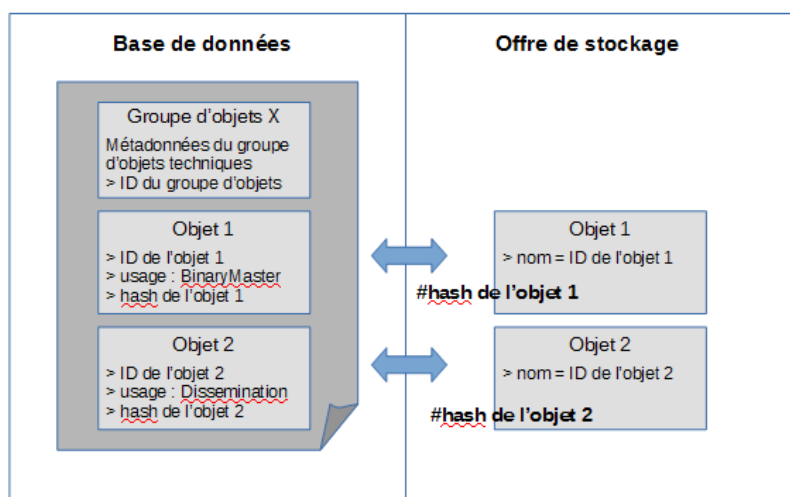 Base de données
Offre de stockage
Groupe d'objets X
Métadonnées du groupe
d'objets techniques
> ID du groupe d'objets
Objet 1
> ID de l'objet 1
> usage : BinaryMaster
> hash de l'objet 1
Objet 1
> nom = ID de l'objet 1
#hash de l'objet 1
Objet 2
> ID de l'objet 2
> usage : Dissemination
> hash de l'objet 2
Objet 2
> nom = ID de l'objet 2
#hash de l'objet 2